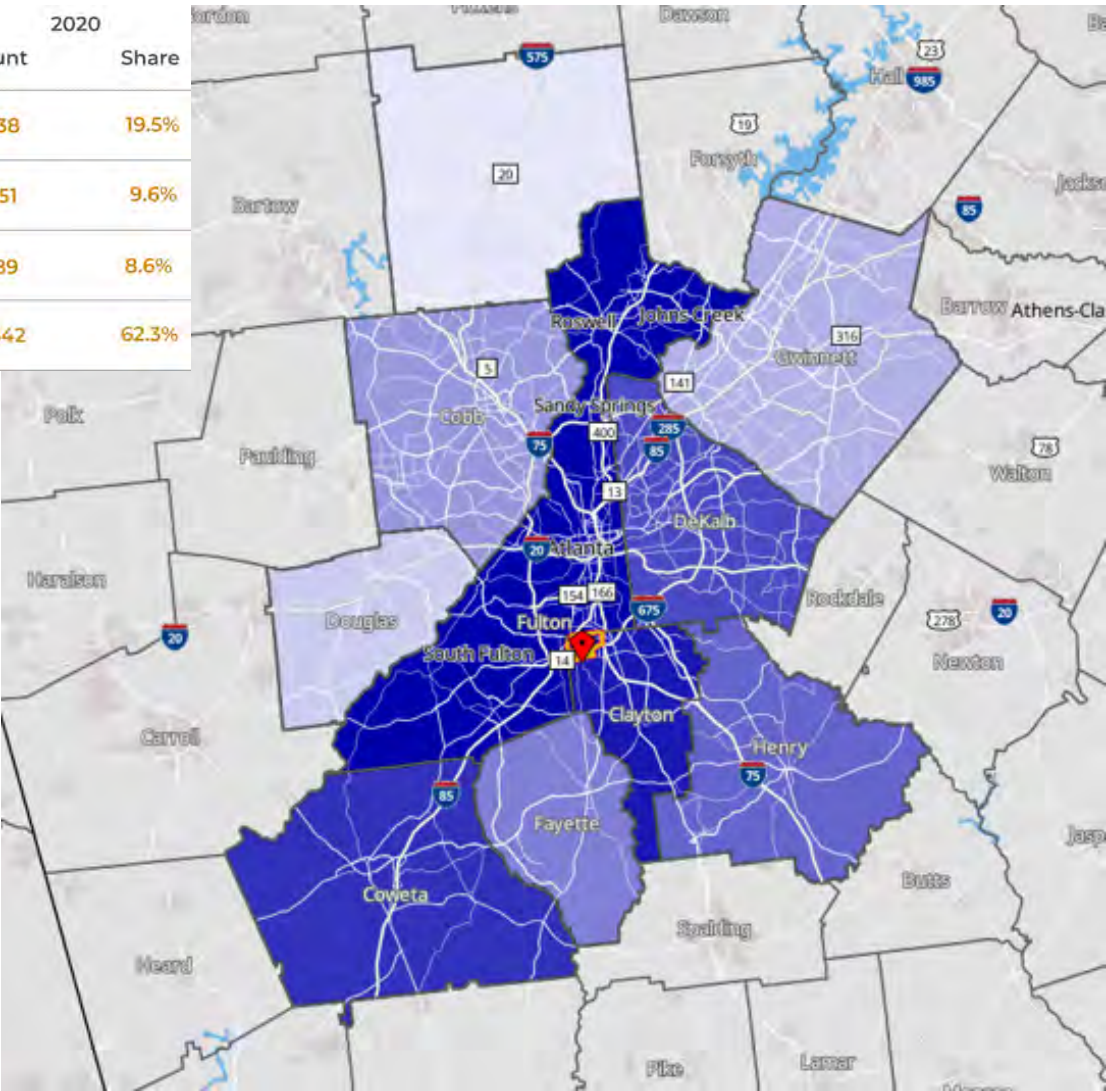 2020
Share
38
19.5%
51
9.6%
39
8.6%
42
62.3%
Dawson
575
23
Hall
985
19
Forsyth
20
Bartow
85
Roswell
Johns Creek
Barrow
Athens-Cla
316
Gwinnett
5
141
Polk
Cobb
Sandy Springs
400
285
75
85
78
Paulding
Walton
13
DeKalb
20
Atlanta
Haralson
154
166
675
Rockdale
20
Douglas
Fulton
278
20
South Fulton
14
Newton
Clayton
Carroll
Henry
75
85
Fayette
Coweta
Butts
Spalding
Heard
Pike
Lamar